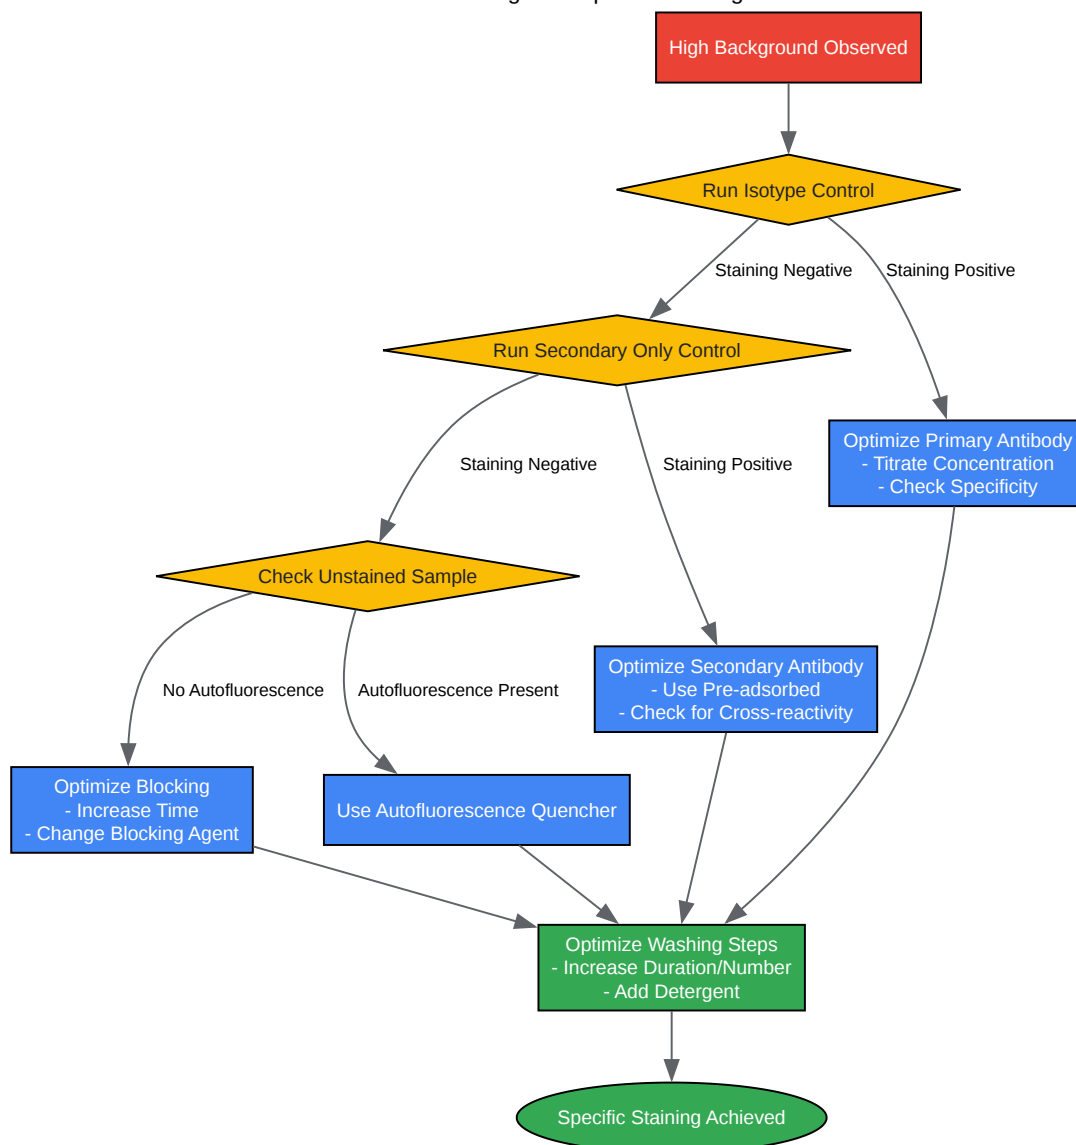 High Background Observed
Run Isotype Control
Staining Negative
Staining Positive
Run Secondary Only Control
Optimize Primary Antibody
- Titrate Concentration
- Check Specificity
Staining Negative
Staining Positive
Check Unstained Sample
Optimize Secondary Antibody
- Use Pre-adsorbed
- Check for Cross-reactivity
No Autofluorescence
Autofluorescence Present
Optimize Blocking
- Increase Time
- Change Blocking Agent
Use Autofluorescence Quencher
Optimize Washing Steps
- Increase Duration/Number
- Add Detergent
Specific Staining Achieved